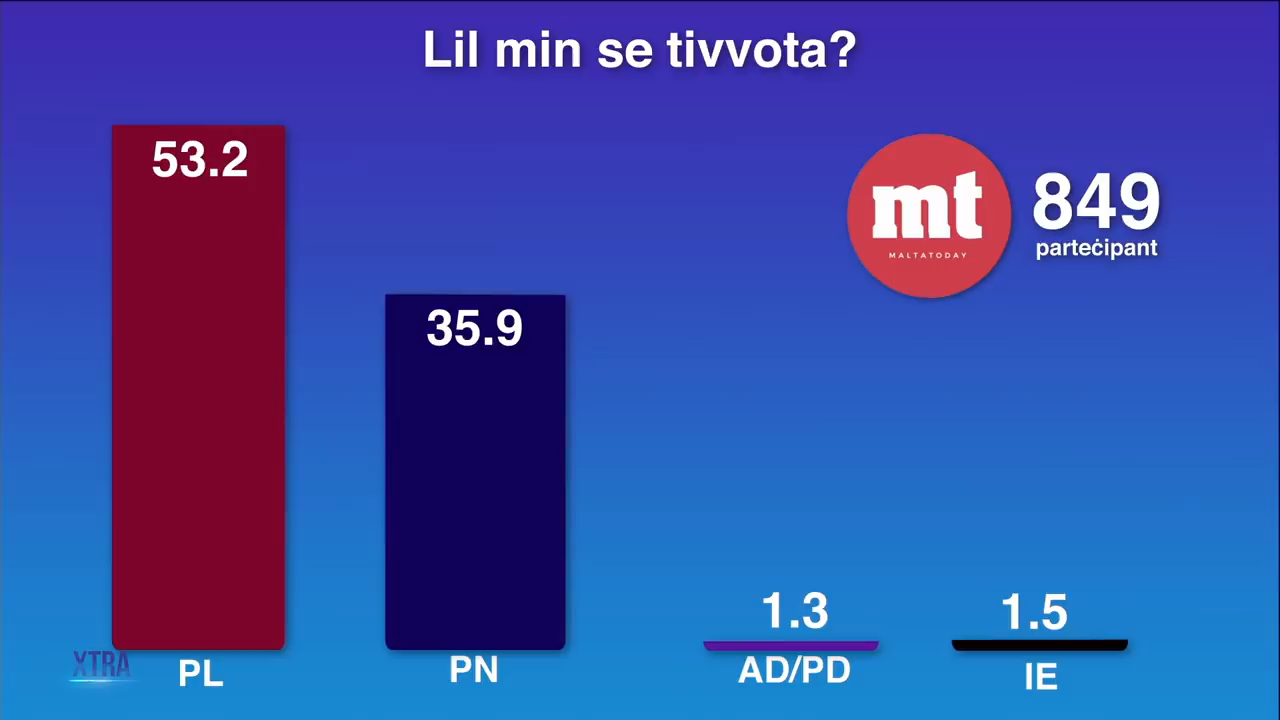 Lil min se tivvota?
53.2
mt
MALTATODAY
849
parteċipant
35.9
1.3
1.5
XTRA
PL
PN
AD/PD
IE